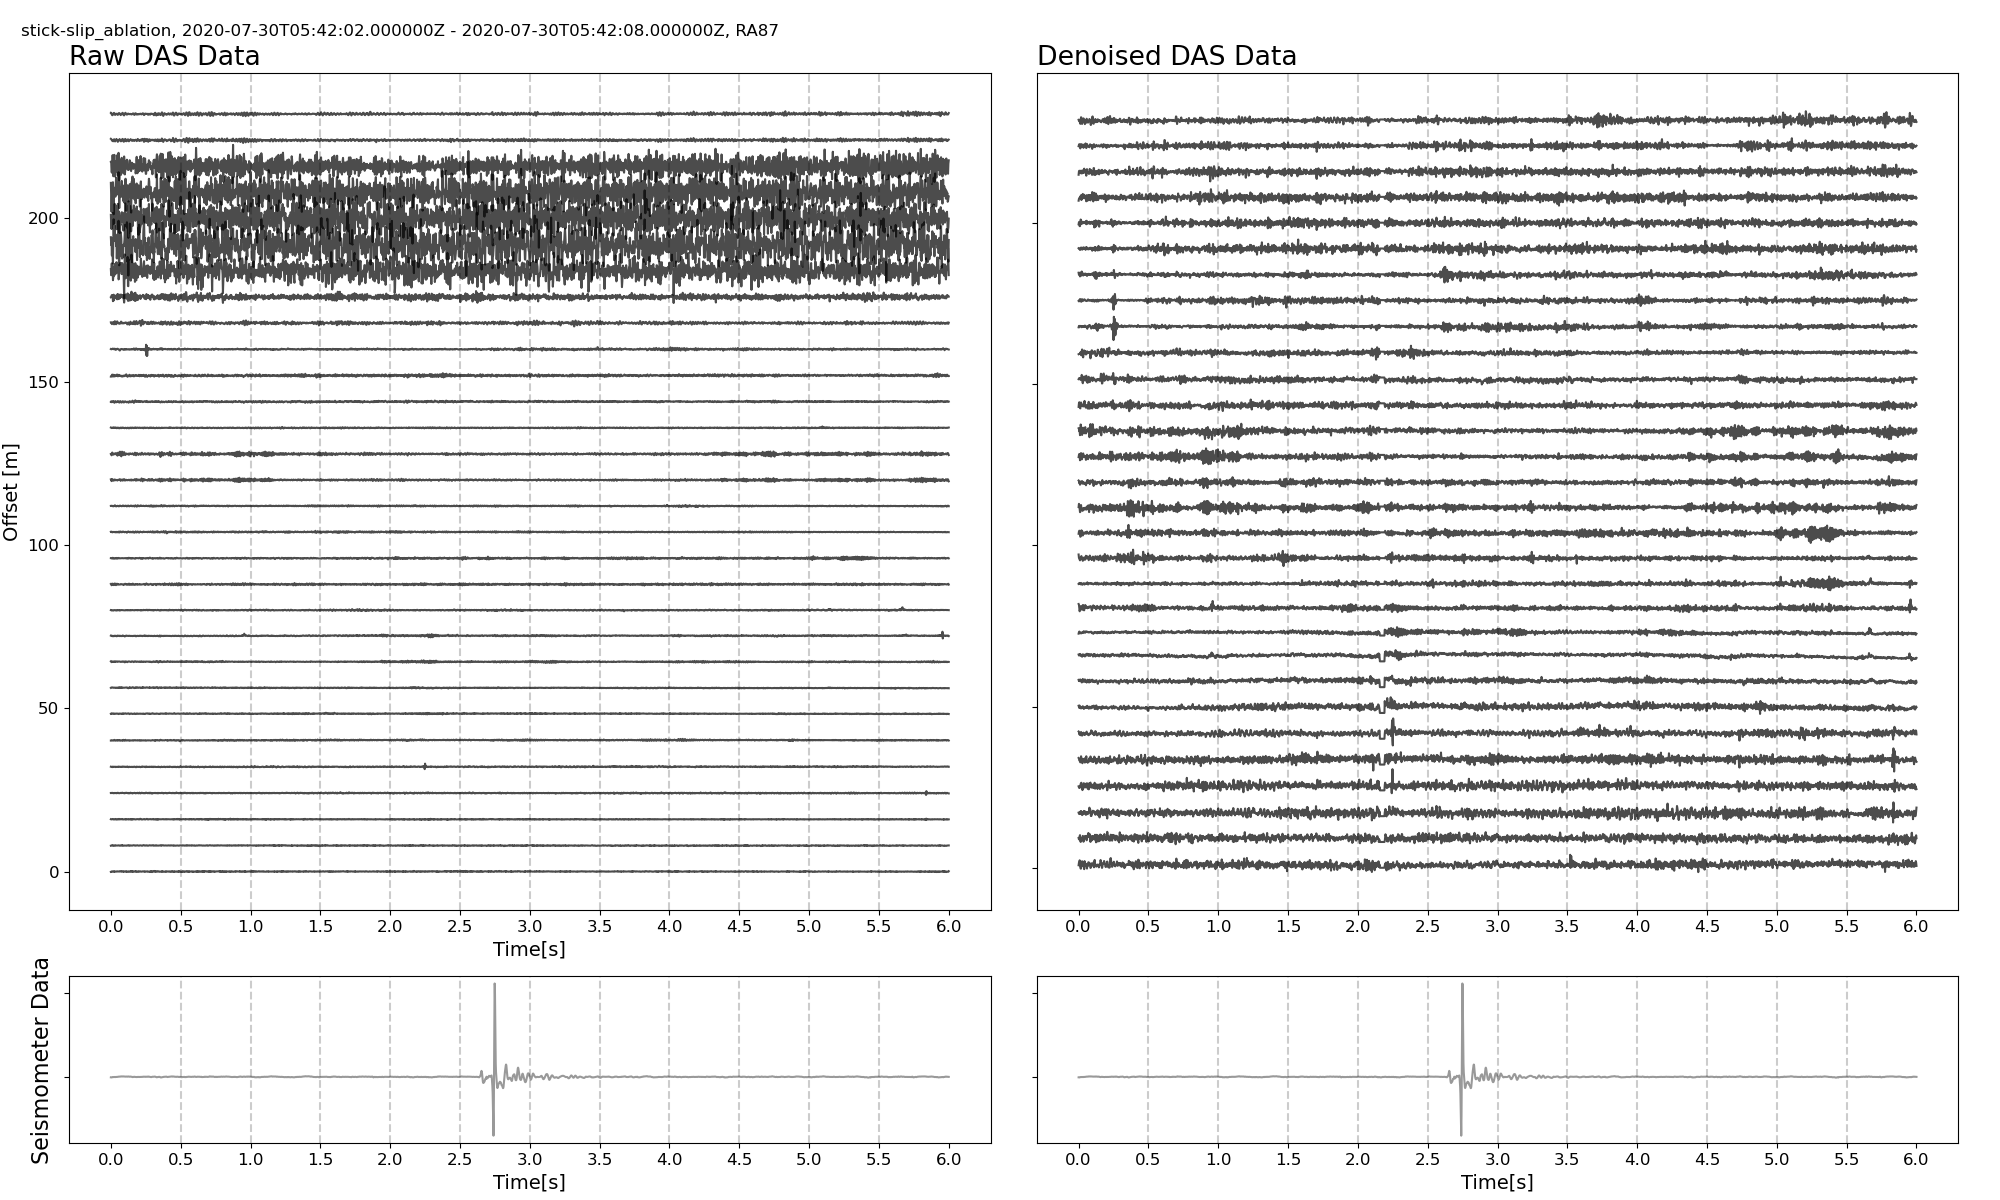 stick-slip_ablation, 2020-07-30T05:42:02.000000Z - 2020-07-30T05:42:08.000000Z, RA87
Raw DAS Data
Denoised DAS Data
Offset [m]
200
150
100
50
0
0.0 0.5 1.0 1.5 2.0 2.5 3.0 3.5 4.0 4.5 5.0 5.5 6.0
Time[s]
0.0 0.5 1.0 1.5 2.0 2.5 3.0 3.5 4.0 4.5 5.0 5.5 6.0
Seismometer Data
0.0 0.5 1.0 1.5 2.0 2.5 3.0 3.5 4.0 4.5 5.0 5.5 6.0
Time[s]
0.0 0.5 1.0 1.5 2.0 2.5 3.0 3.5 4.0 4.5 5.0 5.5 6.0
Time[s]